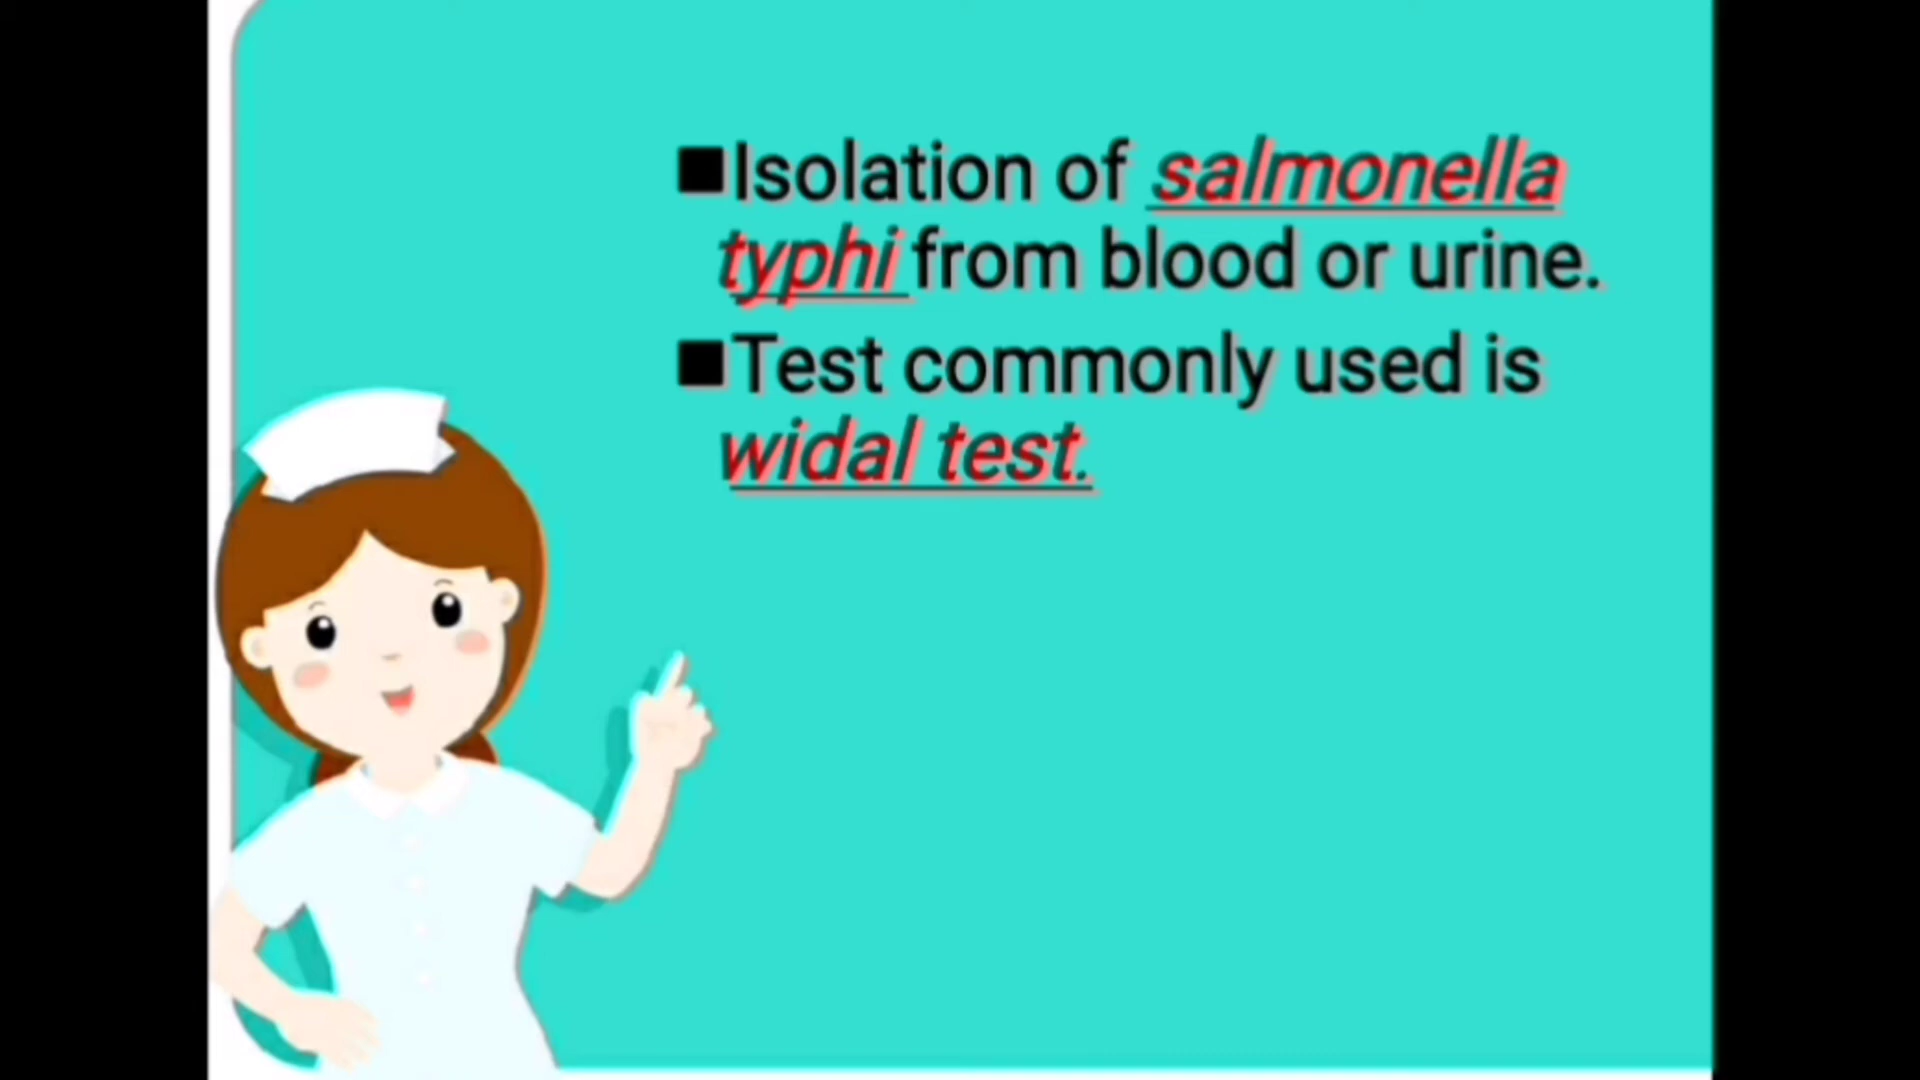 ■Isolation of salmonella
typhi from blood or urine.
■Test commonly used is
widal test.